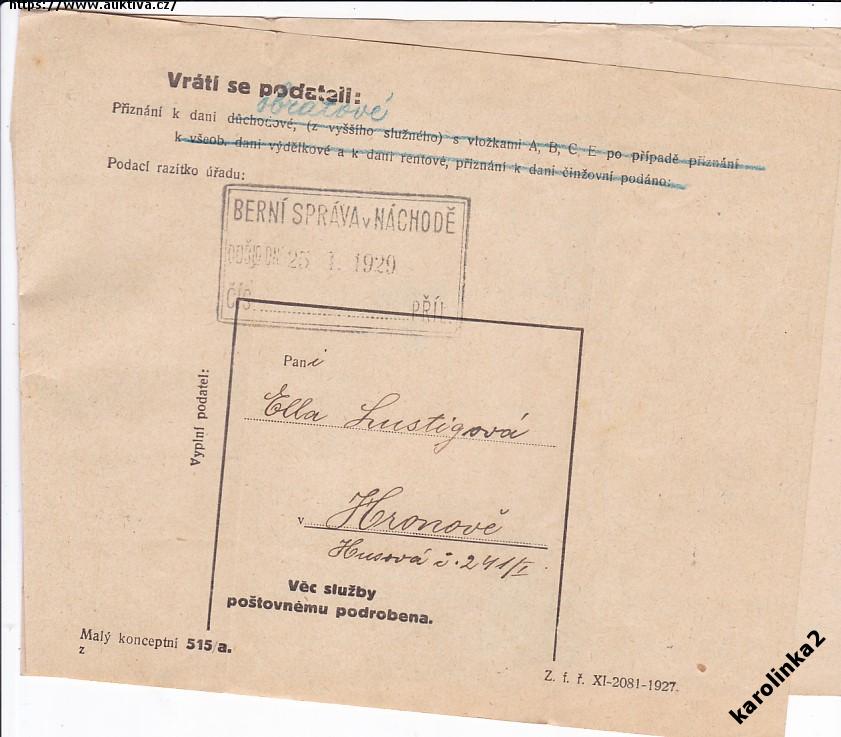 https://www.auktiva.cz/
Vrátí se podateli:
obratové
Přiznání k dani důchodové, (z vyššího služného) s vložkami A, B, C, E po případě přiznání
k všeob. dani výdělkové a k dani rentové, přiznání k dani činžovní podáno:
Podací razítko úřadu:
BERNÍ SPRÁVA v NÁCHODĚ
DOŠLO DNE 25 1. 1929
ČÍS. PŘÍL.
Vyplní podatel:
Paní
Ella Lustigová
v Hronově
Husová č. 241/I.
Věc služby
poštovnému podrobena.
Malý konceptní 515/a.
z
Z. f. ř. XI-2081-1927.
karolinka2